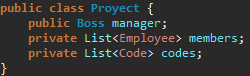 public class Proyect {
    public Boss manager;
    private List<Employee> members;
    private List<Code> codes;
}